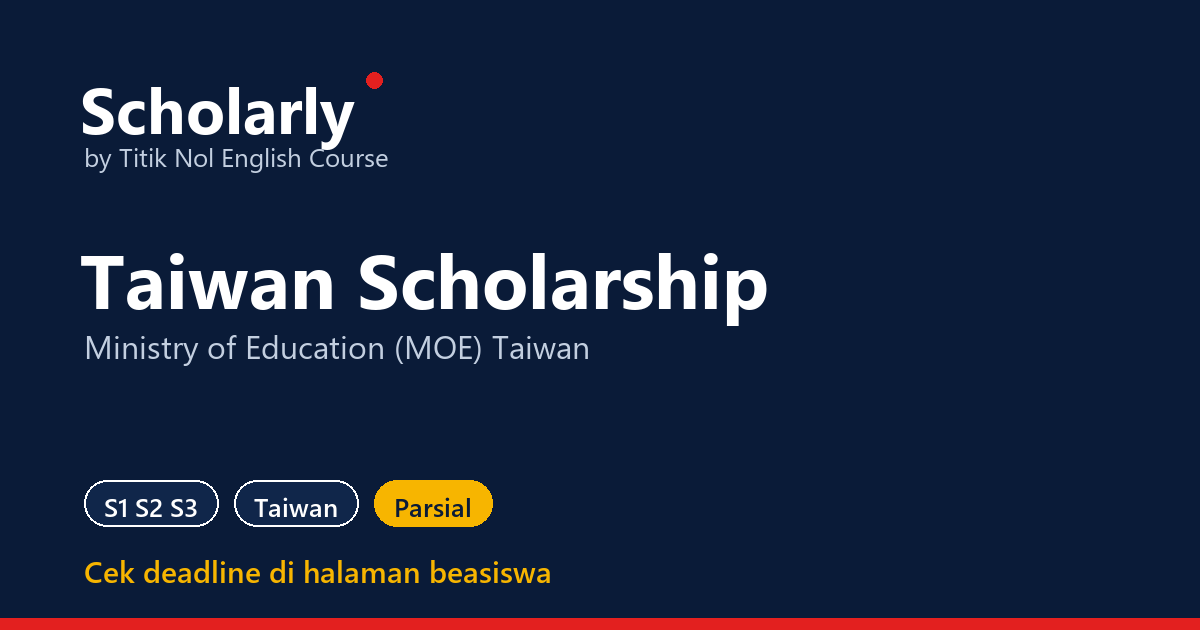 Scholarly
by Titik Nol English Course
Taiwan Scholarship
Ministry of Education (MOE) Taiwan
S1 S2 S3 Taiwan Parsial
Cek deadline di halaman beasiswa